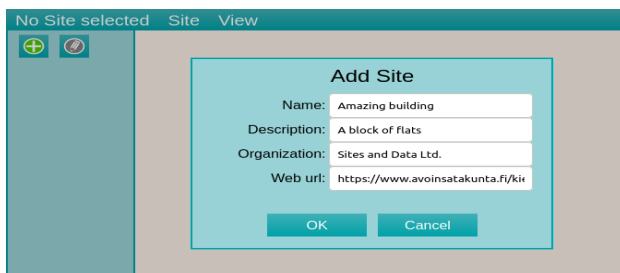 No Site selected Site View
Add Site
Name: Amazing building
Description: A block of flats
Organization: Sites and Data Ltd.
Web url: https://www.avoinsatakunta.fi/kie
OK Cancel